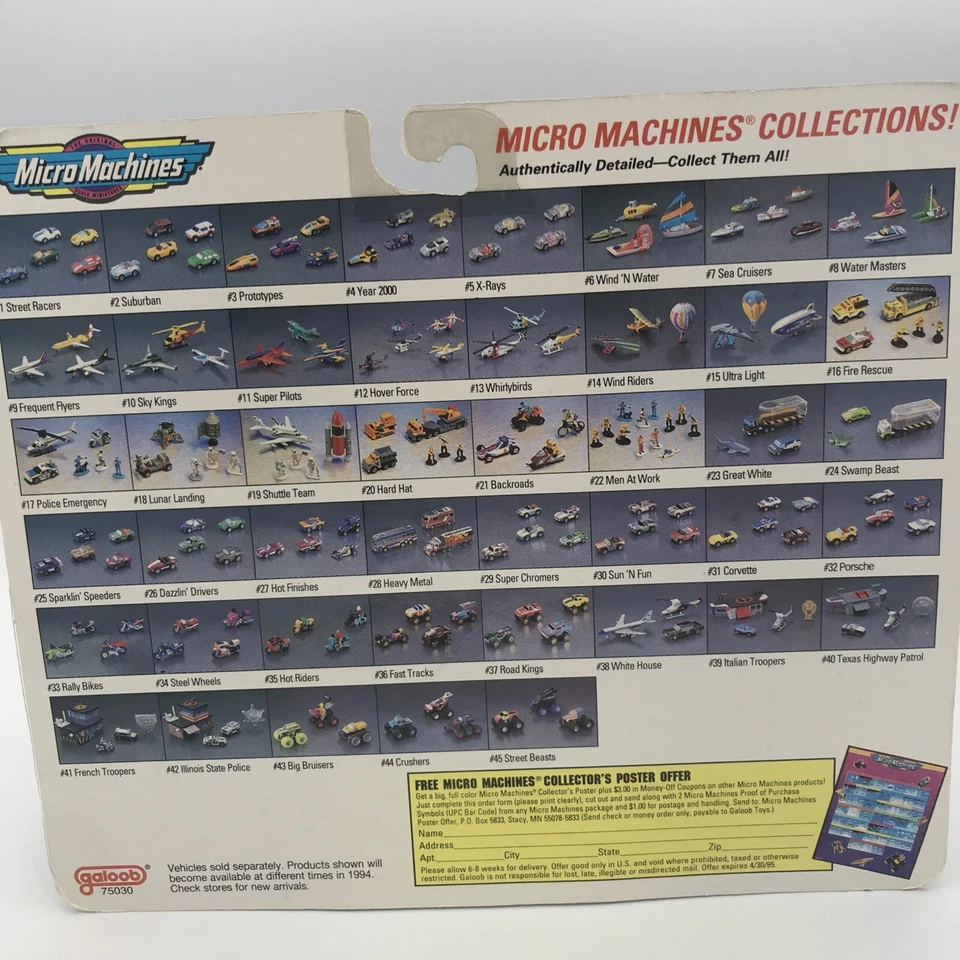 THE ORIGINAL
Micro Machines
SCALE MINIATURES
MICRO MACHINES® COLLECTIONS!
Authentically Detailed—Collect Them All!
1 Street Racers
#2 Suburban
#3 Prototypes
#4 Year 2000
#5 X-Rays
#6 Wind 'N Water
#7 Sea Cruisers
#8 Water Masters
#9 Frequent Flyers
#10 Sky Kings
#11 Super Pilots
#12 Hover Force
#13 Whirlybirds
#14 Wind Riders
#15 Ultra Light
#16 Fire Rescue
#17 Police Emergency
#18 Lunar Landing
#19 Shuttle Team
#20 Hard Hat
#21 Backroads
#22 Men At Work
#23 Great White
#24 Swamp Beast
#25 Sparklin' Speeders
#26 Dazzlin' Drivers
#27 Hot Finishes
#28 Heavy Metal
#29 Super Chromers
#30 Sun 'N Fun
#31 Corvette
#32 Porsche
#33 Rally Bikes
#34 Steel Wheels
#35 Hot Riders
#36 Fast Tracks
#37 Road Kings
#38 White House
#39 Italian Troopers
#40 Texas Highway Patrol
#41 French Troopers
#42 Illinois State Police
#43 Big Bruisers
#44 Crushers
#45 Street Beasts
FREE MICRO MACHINES® COLLECTOR'S POSTER OFFER
Get a big, full color Micro Machines® Collector's Poster plus $3.00 in Money-Off Coupons on other Micro Machines products!
Just complete this order form (please print clearly), cut out and send along with 2 Micro Machines Proof of Purchase
Symbols (UPC Bar Code) from any Micro Machines package and $1.00 for postage and handling. Send to: Micro Machines
Poster Offer, P.O. Box 5833, Stacy, MN 55078-5833 (Send check or money order only, payable to Galoob Toys.)
Name
Address
Apt. City State Zip
Please allow 6-8 weeks for delivery. Offer good only in U.S. and void where prohibited, taxed or otherwise
restricted. Galoob is not responsible for lost, late, illegible or misdirected mail. Offer expires 4/30/95.
galoob®
75030
Vehicles sold separately. Products shown will
become available at different times in 1994.
Check stores for new arrivals.